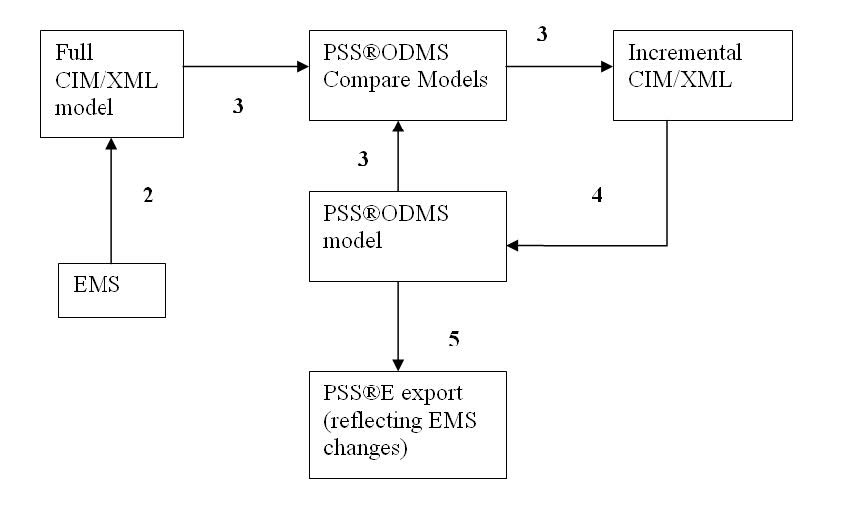 Full
CIM/XML
model
3
PSS®ODMS
Compare Models
3
Incremental
CIM/XML
2
3
4
EMS
PSS®ODMS
model
5
PSS®E export
(reflecting EMS
changes)